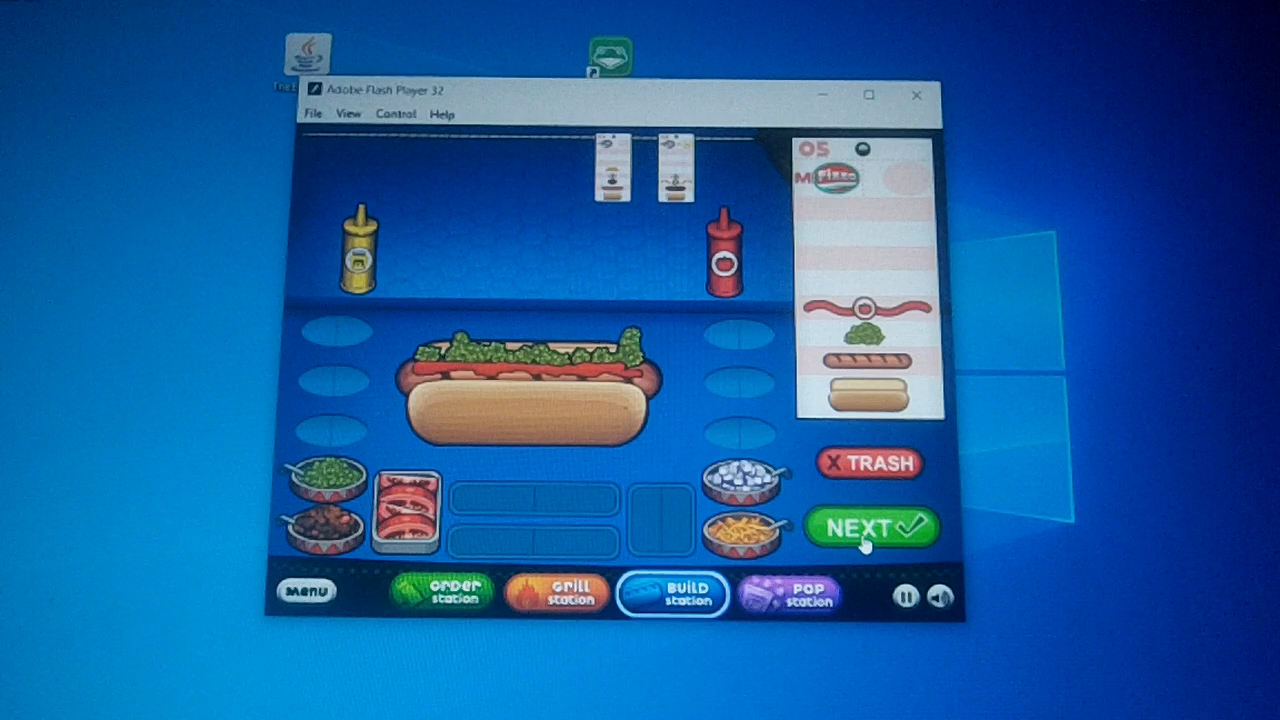 Adobe Flash Player 32
File View Control Help
05
M Fizzo
X TRASH
NEXT
MENU
ORDER station
GRILL station
BUILD station
POP station